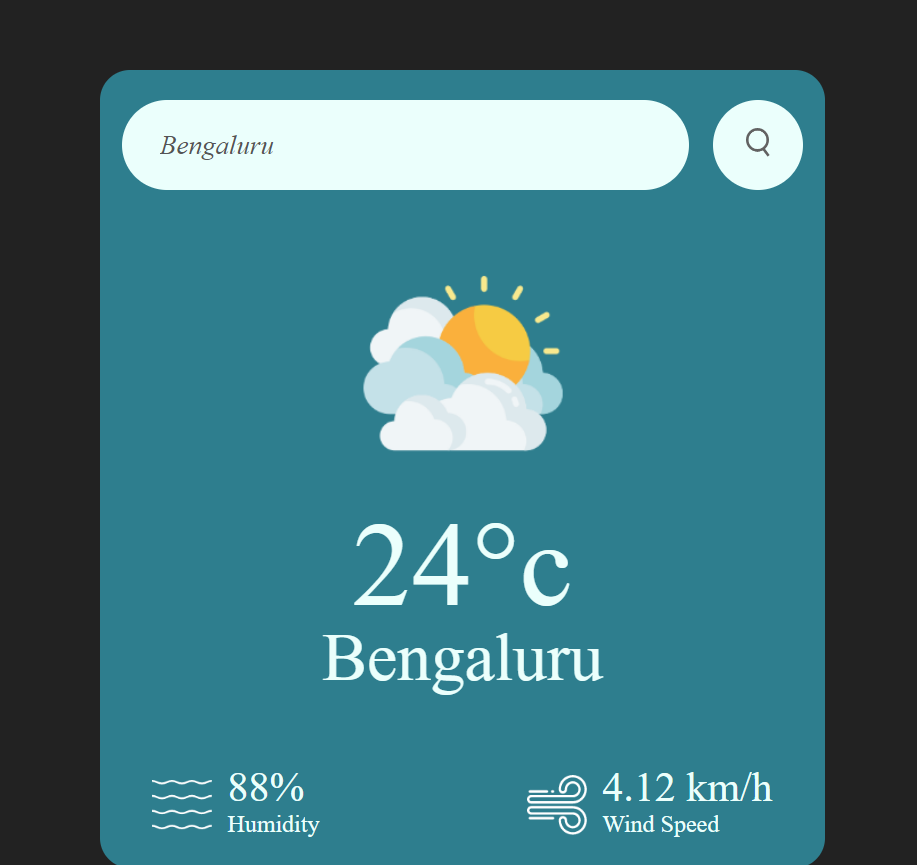 Bengaluru
24°c
Bengaluru
88%
Humidity
4.12 km/h
Wind Speed